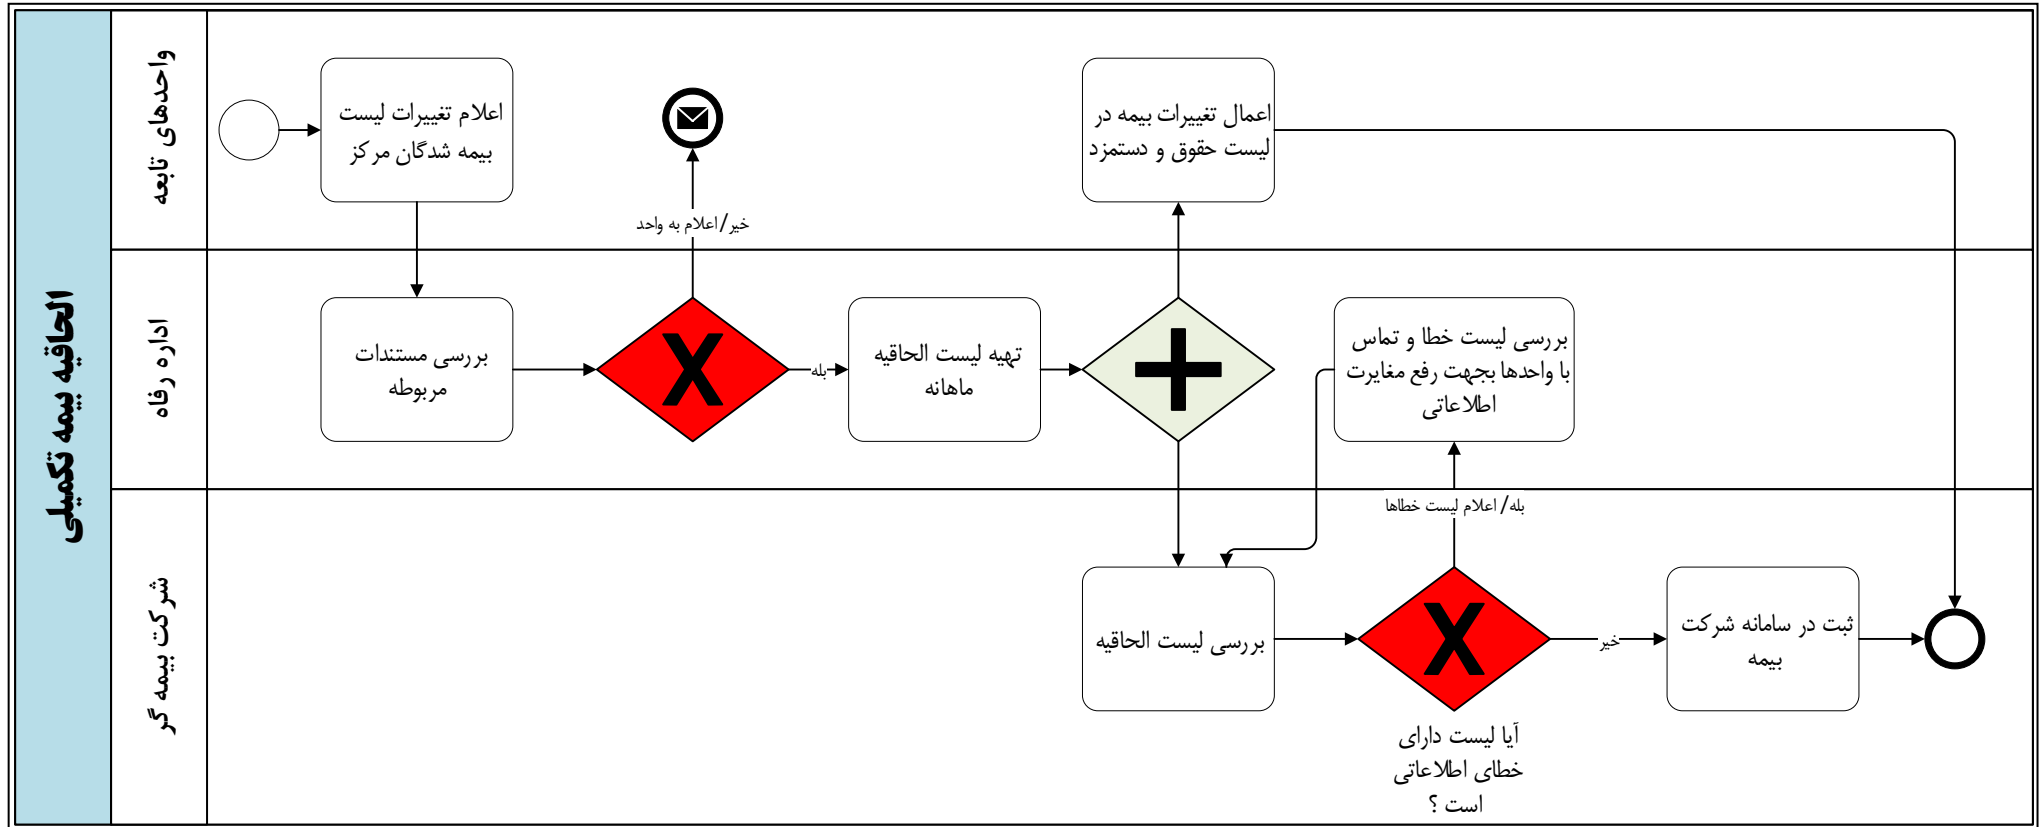 الحاقیه بیمه تکمیلی
واحدهای تابعه
اعلام تغییرات لیست
بیمه شدگان مرکز
خیر/اعلام به واحد
اعمال تغییرات بیمه در
لیست حقوق و دستمزد
اداره رفاه
بررسی مستندات
مربوطه
X
بله
تهیه لیست الحاقیه
ماهانه
بررسی لیست خطا و تماس
با واحدها بجهت رفع مغایرت
اطلاعاتی
شرکت بیمه گر
بررسی لیست الحاقیه
بله/ اعلام لیست خطاها
X
آیا لیست دارای
خطای اطلاعاتی
است ؟
خیر
ثبت در سامانه شرکت
بیمه